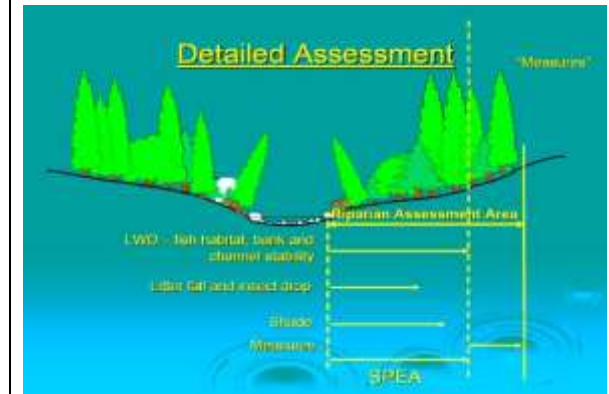 Detailed Assessment
"Measures"
Riparian Assessment Area
LWD - fish habitat, bank and
channel stability
Litter fall and insect drop
Shade
Measure
SPEA